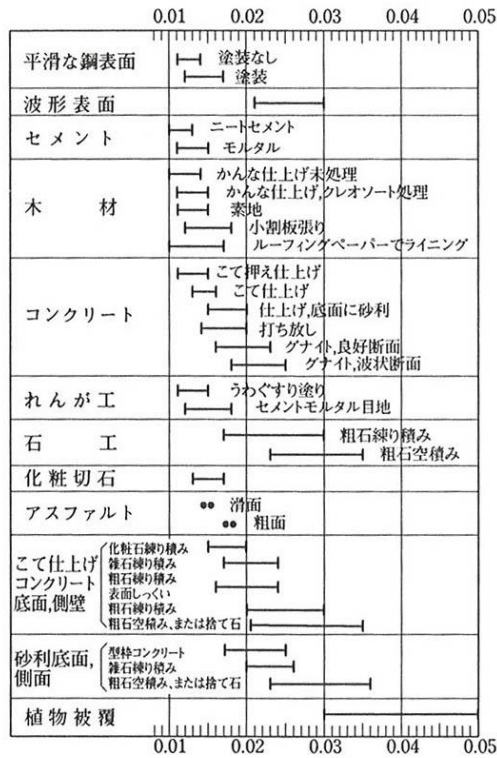 0.01 0.02 0.03 0.04 0.05
平滑な鋼表面
塗装なし
塗装
波形表面
セメント
ニートセメント
モルタル
木材
かんな仕上げ未処理
かんな仕上げ,クレオソート処理
素地
小割板張り
ルーフィングペーパーでライニング
コンクリート
こて押え仕上げ
こて仕上げ
仕上げ,底面に砂利
打ち放し
グナイト,良好断面
グナイト,波状断面
れんが工
うわぐすり塗り
セメントモルタル目地
石工
粗石練り積み
粗石空積み
化粧切石
アスファルト
滑面
粗面
こて仕上げ
コンクリート
底面,側壁
化粧石練り積み
雑石練り積み
粗石練り積み
表面しっくい
粗石練り積み
粗石空積み、または捨て石
砂利底面,
側面
型枠コンクリート
雑石練り積み
粗石空積み、または捨て石
植物被覆
0.01 0.02 0.03 0.04 0.05